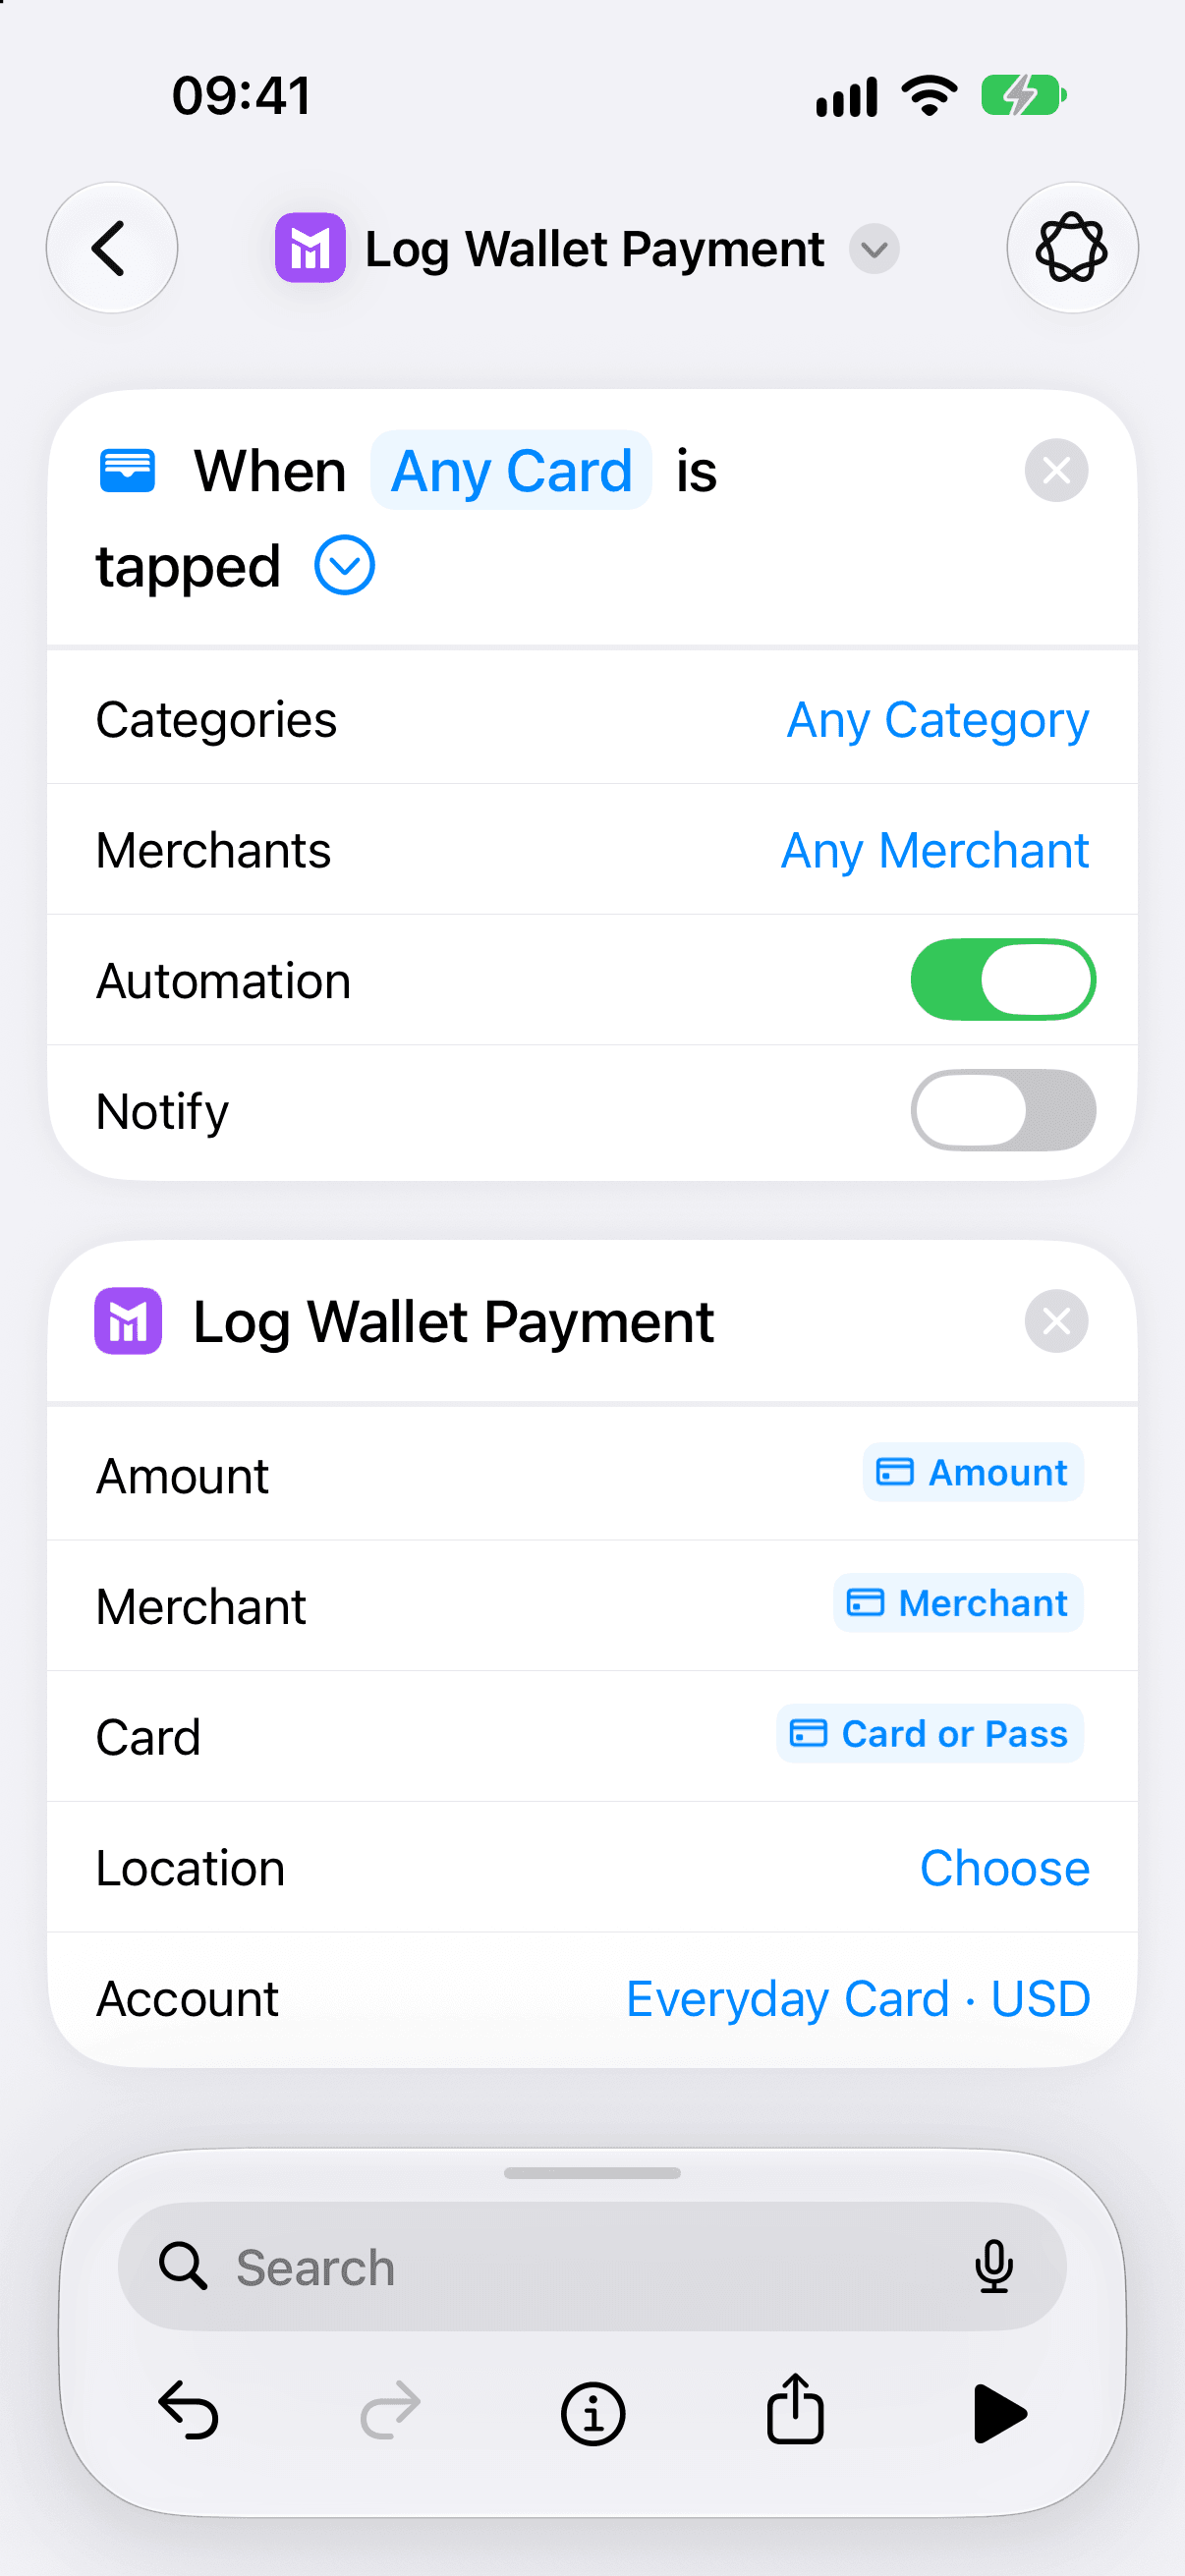 09:41
Log Wallet Payment
When Any Card is
tapped
Categories Any Category
Merchants Any Merchant
Automation
Notify
Log Wallet Payment
Amount Amount
Merchant Merchant
Card Card or Pass
Location Choose
Account Everyday Card · USD
Search